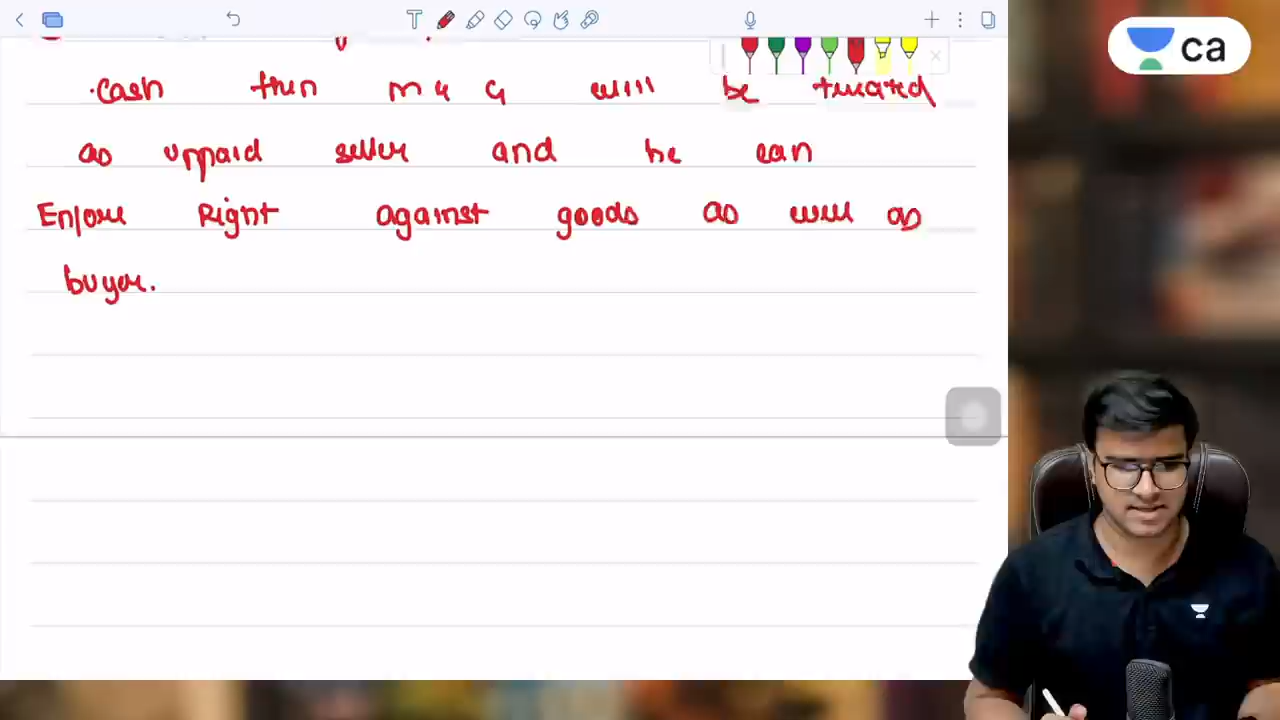 ca
cash then M & G will be treated
as uppaid seller and he can
Enforce Right against goods as well as
buyer.